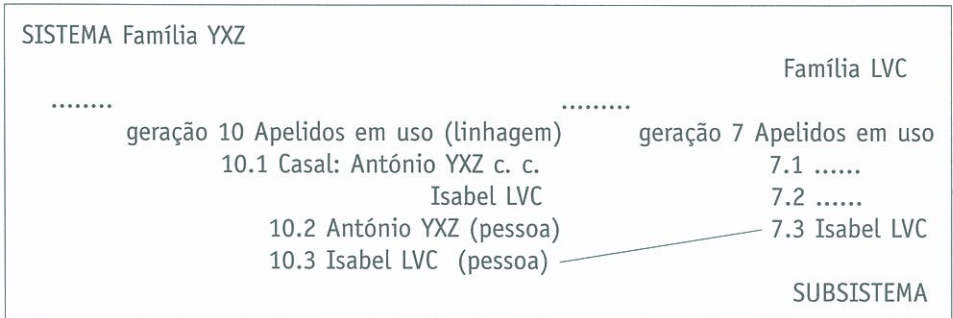 SISTEMA Família YXZ
Família LVC
........ .........
geração 10 Apelidos em uso (linhagem) geração 7 Apelidos em uso
10.1 Casal: António YXZ c. c. 7.1 ......
Isabel LVC 7.2 ......
10.2 António YXZ (pessoa) 7.3 Isabel LVC
10.3 Isabel LVC (pessoa)
SUBSISTEMA